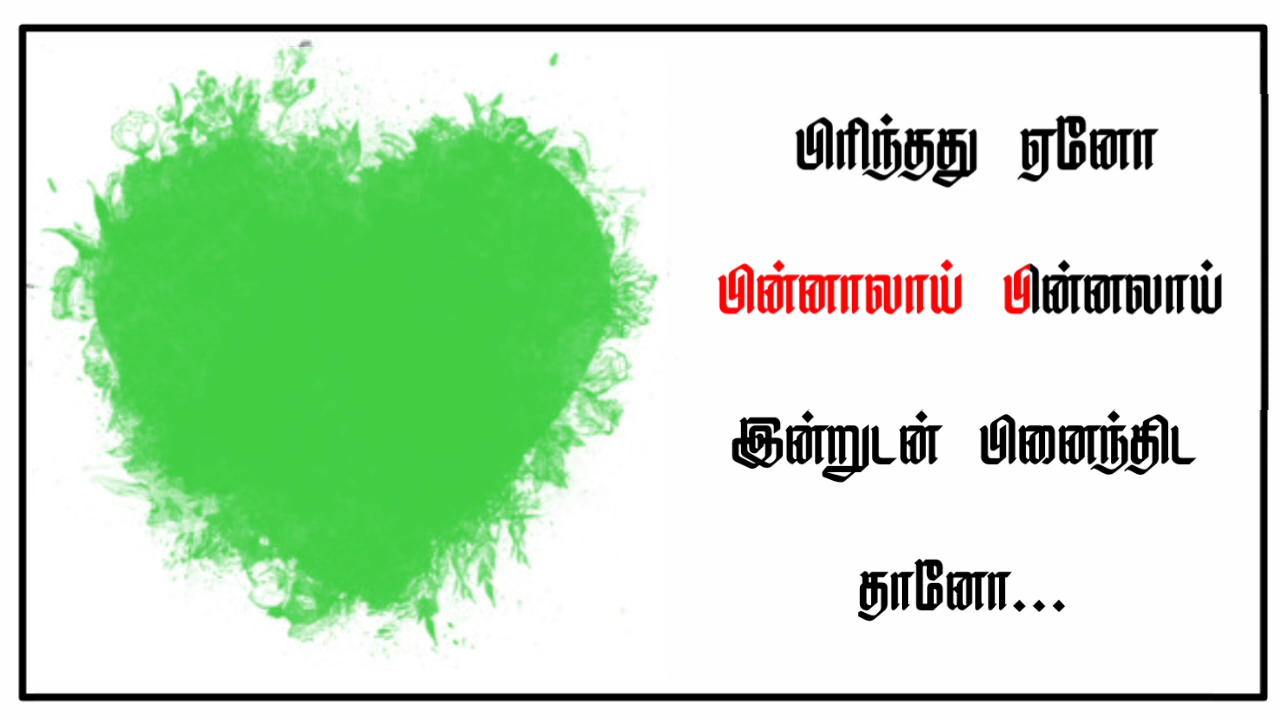 பிரிந்தது ஏனோ
பின்னாலாய் பின்னலாய்
இன்றுடன் பினைந்திட
தானோ...